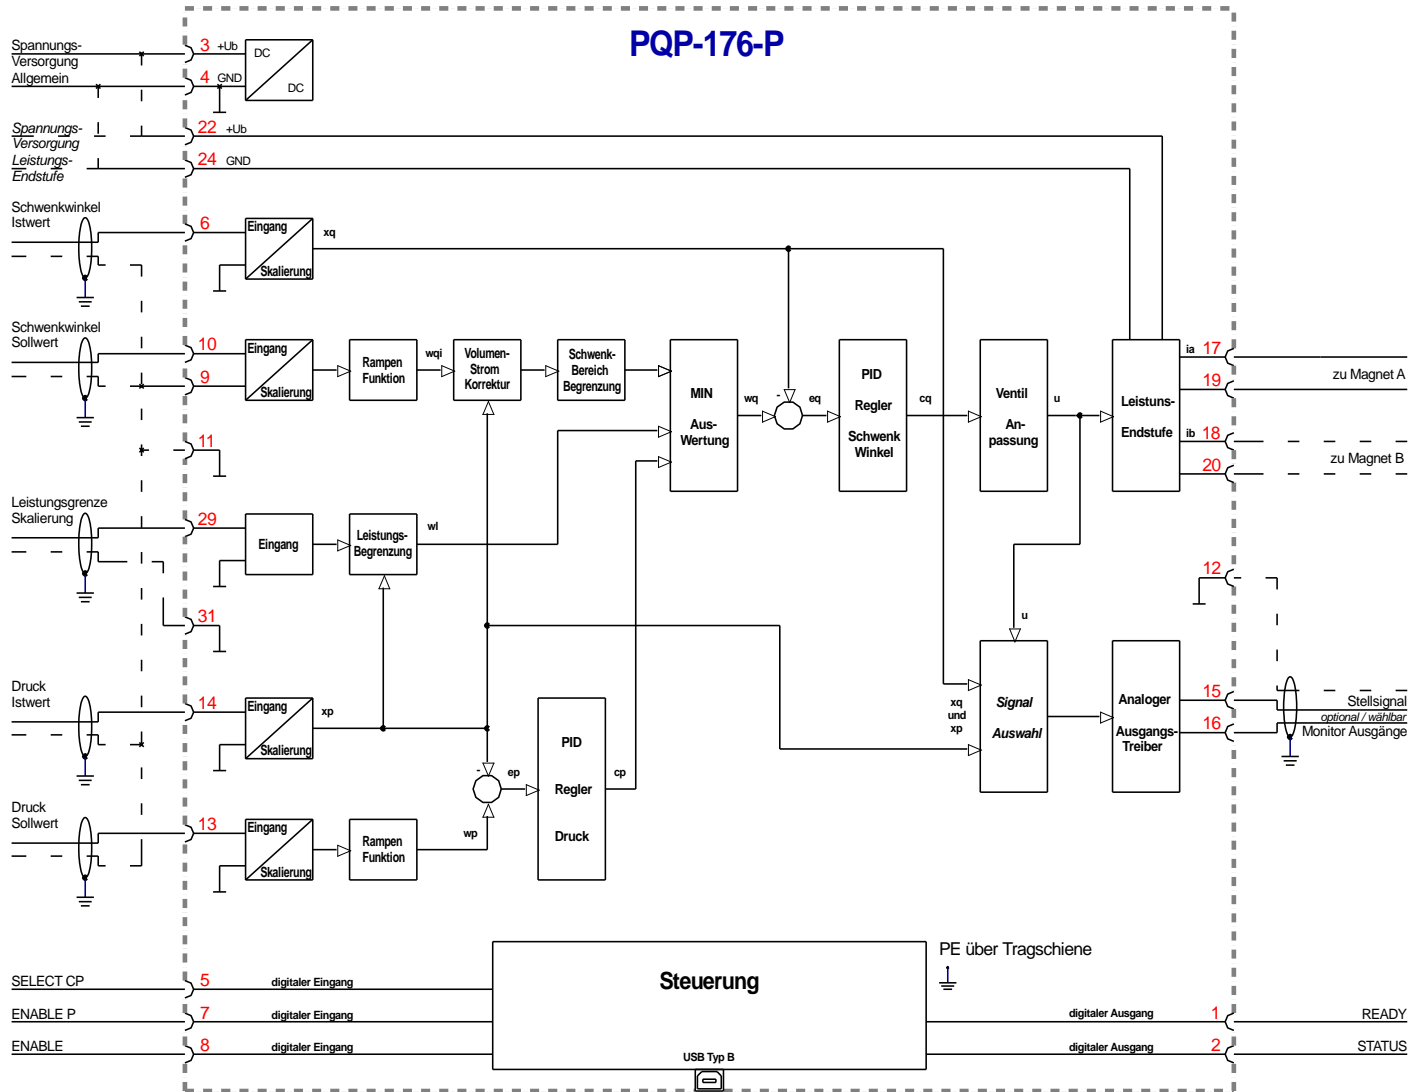 PQP-176-P
Spannungs-
Versorgung
Allgemein
3 +Ub
4 GND
DC
DC
Spannungs-
Versorgung
Leistungs-
Endstufe
22 +Ub
24 GND
Schwenkwinkel
Istwert
6
Eingang
Skalierung
xq
Schwenkwinkel
Sollwert
10
9
Eingang
Skalierung
Rampen
Funktion
wqi
Volumen-
Strom
Korrektur
Schwenk-
Bereich
Begrenzung
MIN
Aus-
Wertung
wq
-
eq
PID
Regler
Schwenk
Winkel
cq
Ventil
An-
passung
u
Leistuns-
Endstufe
ia 17
19
zu Magnet A
ib 18
20
zu Magnet B
11
Leistungsgrenze
Skalierung
29
Eingang
Leistungs-
Begrenzung
wl
31
12
u
Druck
Istwert
14
Eingang
Skalierung
xp
-
ep
PID
Regler
Druck
cp
xq
und
xp
Signal
Auswahl
Analoger
Ausgangs-
Treiber
15
16
Stellsignal
optional / wählbar
Monitor Ausgänge
Druck
Sollwert
13
Eingang
Skalierung
Rampen
Funktion
wp
Steuerung
PE über Tragschiene
SELECT CP
5 digitaler Eingang
ENABLE P
7 digitaler Eingang
ENABLE
8 digitaler Eingang
USB Typ B
digitaler Ausgang 1
READY
digitaler Ausgang 2
STATUS